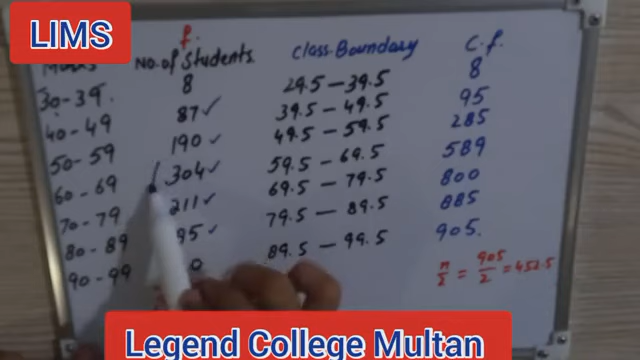 LIMS
f.
Marks No. of Students Class Boundary C.f.
30-39. 8 29.5 — 39.5 8
40-49 87 ✓ 39.5 — 49.5 95
50-59 190 ✓ 49.5 — 59.5 285
60-69 304 ✓ 59.5 — 69.5 589
70-79 211 ✓ 69.5 — 79.5 800
80-89 95 ✓ 79.5 — 89.5 885
90-99 0 89.5 — 99.5 905.
n/2 = 905/2 = 452.5
Legend College Multan